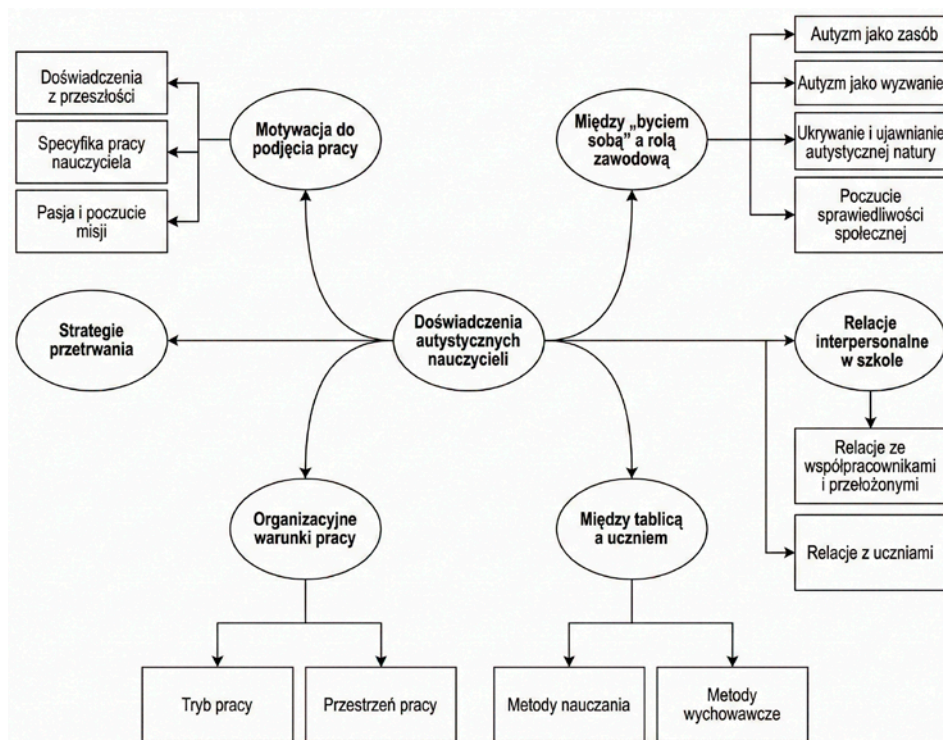 Doświadczenia
z przeszłości
Specyfika pracy
nauczyciela
Pasja i poczucie
misji
Motywacja do
podjęcia pracy
Między „byciem
sobą” a rolą
zawodową
Autyzm jako zasób
Autyzm jako wyzwanie
Ukrywanie i ujawnianie
autystycznej natury
Poczucie
sprawiedliwości
społecznej
Strategie
przetrwania
Doświadczenia
autystycznych
nauczycieli
Relacje
interpersonalne
w szkole
Relacje ze
współpracownikami
i przełożonymi
Relacje z uczniami
Organizacyjne
warunki pracy
Między tablicą
a uczniem
Tryb pracy
Przestrzeń pracy
Metody nauczania
Metody
wychowawcze